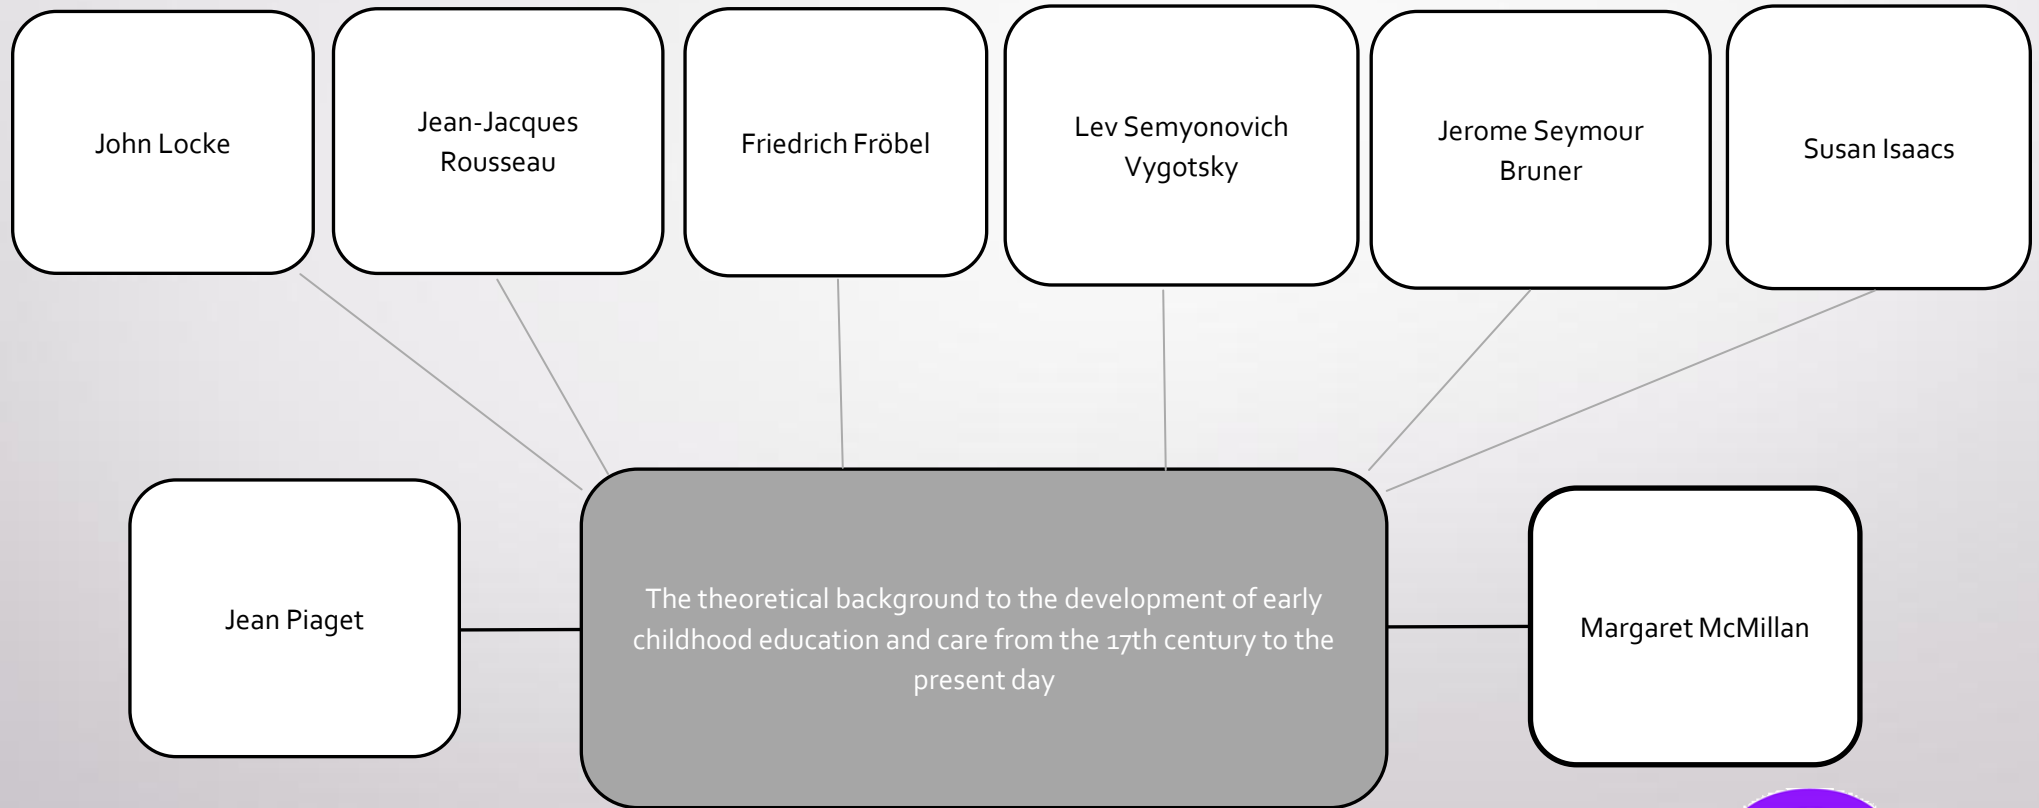 John Locke
Jean-Jacques
Rousseau
Friedrich Fröbel
Lev Semyonovich
Vygotsky
Jerome Seymour
Bruner
Susan Isaacs
Jean Piaget
The theoretical background to the development of early
childhood education and care from the 17th century to the
present day
Margaret McMillan